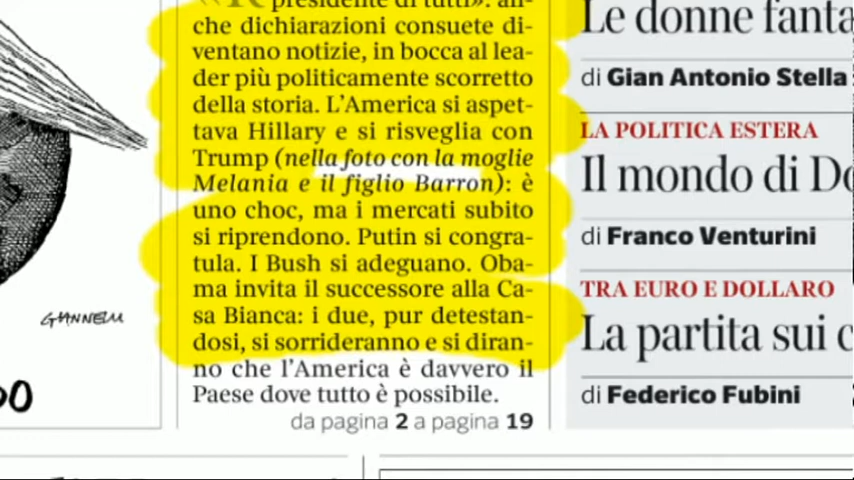 presidente di tutti»: an-
che dichiarazioni consuete di-
ventano notizie, in bocca al lea-
der più politicamente scorretto
della storia. L'America si aspet-
tava Hillary e si risveglia con
Trump (nella foto con la moglie
Melania e il figlio Barron): è
uno choc, ma i mercati subito
si riprendono. Putin si congra-
tula. I Bush si adeguano. Oba-
ma invita il successore alla Ca-
sa Bianca: i due, pur detestan-
dosi, si sorrideranno e si diran-
no che l'America è davvero il
Paese dove tutto è possibile.
da pagina 2 a pagina 19
GIANNELLI
DO
Le donne fanta
di Gian Antonio Stella
LA POLITICA ESTERA
Il mondo di Do
di Franco Venturini
TRA EURO E DOLLARO
La partita sui c
di Federico Fubini